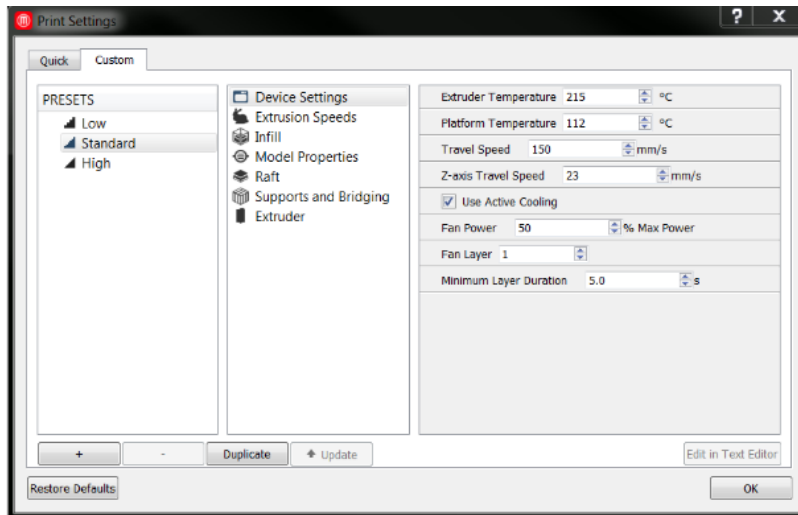 Print Settings
? X
Quick Custom
PRESETS
Low
Standard
High
Device Settings
Extrusion Speeds
Infill
Model Properties
Raft
Supports and Bridging
Extruder
Extruder Temperature 215 ºC
Platform Temperature 112 ºC
Travel Speed 150 mm/s
Z-axis Travel Speed 23 mm/s
Use Active Cooling
Fan Power 50 % Max Power
Fan Layer 1
Minimum Layer Duration 5.0 s
+ - Duplicate Update Edit in Text Editor
Restore Defaults OK